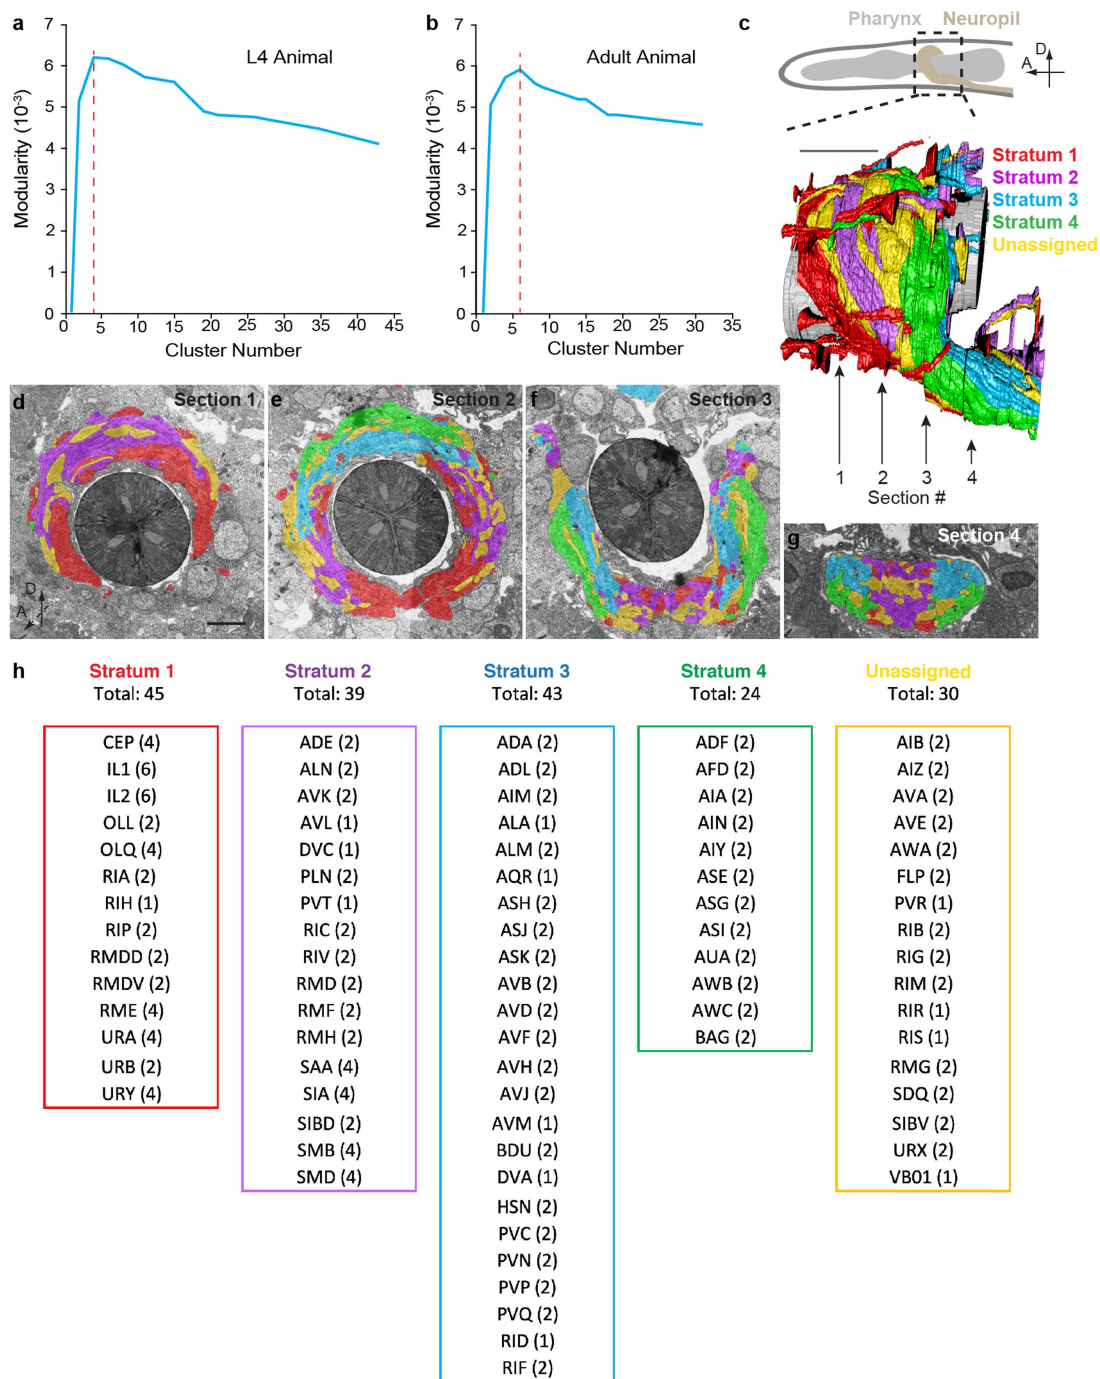 a
7
6
5
4
3
2
1
0
Modularity (10⁻³)
L4 Animal
0 5 10 15 20 25 30 35 40 45
Cluster Number
b
7
6
5
4
3
2
1
0
Modularity (10⁻³)
Adult Animal
0 5 10 15 20 25 30 35
Cluster Number
c
Pharynx Neuropil
D
A
Stratum 1
Stratum 2
Stratum 3
Stratum 4
Unassigned
1 2 3 4
Section #
d Section 1
D
A
e Section 2
f Section 3
g Section 4
h
Stratum 1
Total: 45
CEP (4)
IL1 (6)
IL2 (6)
OLL (2)
OLQ (4)
RIA (2)
RIH (1)
RIP (2)
RMDD (2)
RMDV (2)
RME (4)
URA (4)
URB (2)
URY (4)
Stratum 2
Total: 39
ADE (2)
ALN (2)
AVK (2)
AVL (1)
DVC (1)
PLN (2)
PVT (1)
RIC (2)
RIV (2)
RMD (2)
RMF (2)
RMH (2)
SAA (4)
SIA (4)
SIBD (2)
SMB (4)
SMD (4)
Stratum 3
Total: 43
ADA (2)
ADL (2)
AIM (2)
ALA (1)
ALM (2)
AQR (1)
ASH (2)
ASJ (2)
ASK (2)
AVB (2)
AVD (2)
AVF (2)
AVH (2)
AVJ (2)
AVM (1)
BDU (2)
DVA (1)
HSN (2)
PVC (2)
PVN (2)
PVP (2)
PVQ (2)
RID (1)
RIF (2)
Stratum 4
Total: 24
ADF (2)
AFD (2)
AIA (2)
AIN (2)
AIY (2)
ASE (2)
ASG (2)
ASI (2)
AUA (2)
AWB (2)
AWC (2)
BAG (2)
Unassigned
Total: 30
AIB (2)
AIZ (2)
AVA (2)
AVE (2)
AWA (2)
FLP (2)
PVR (1)
RIB (2)
RIG (2)
RIM (2)
RIR (1)
RIS (1)
RMG (2)
SDQ (2)
SIBV (2)
URX (2)
VB01 (1)